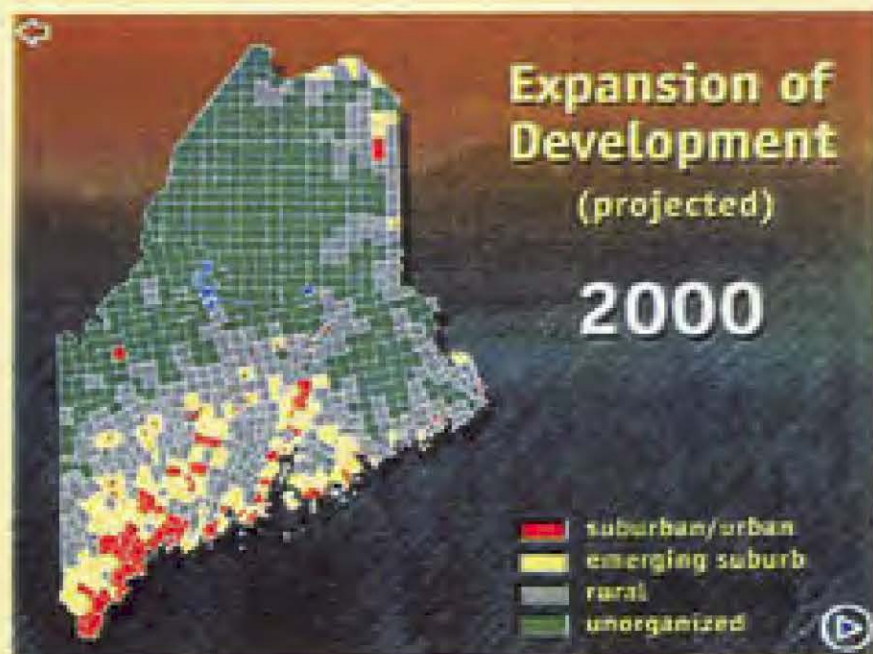 Expansion of
Development
(projected)
2000
suburban/urban
emerging suburb
rural
unorganized